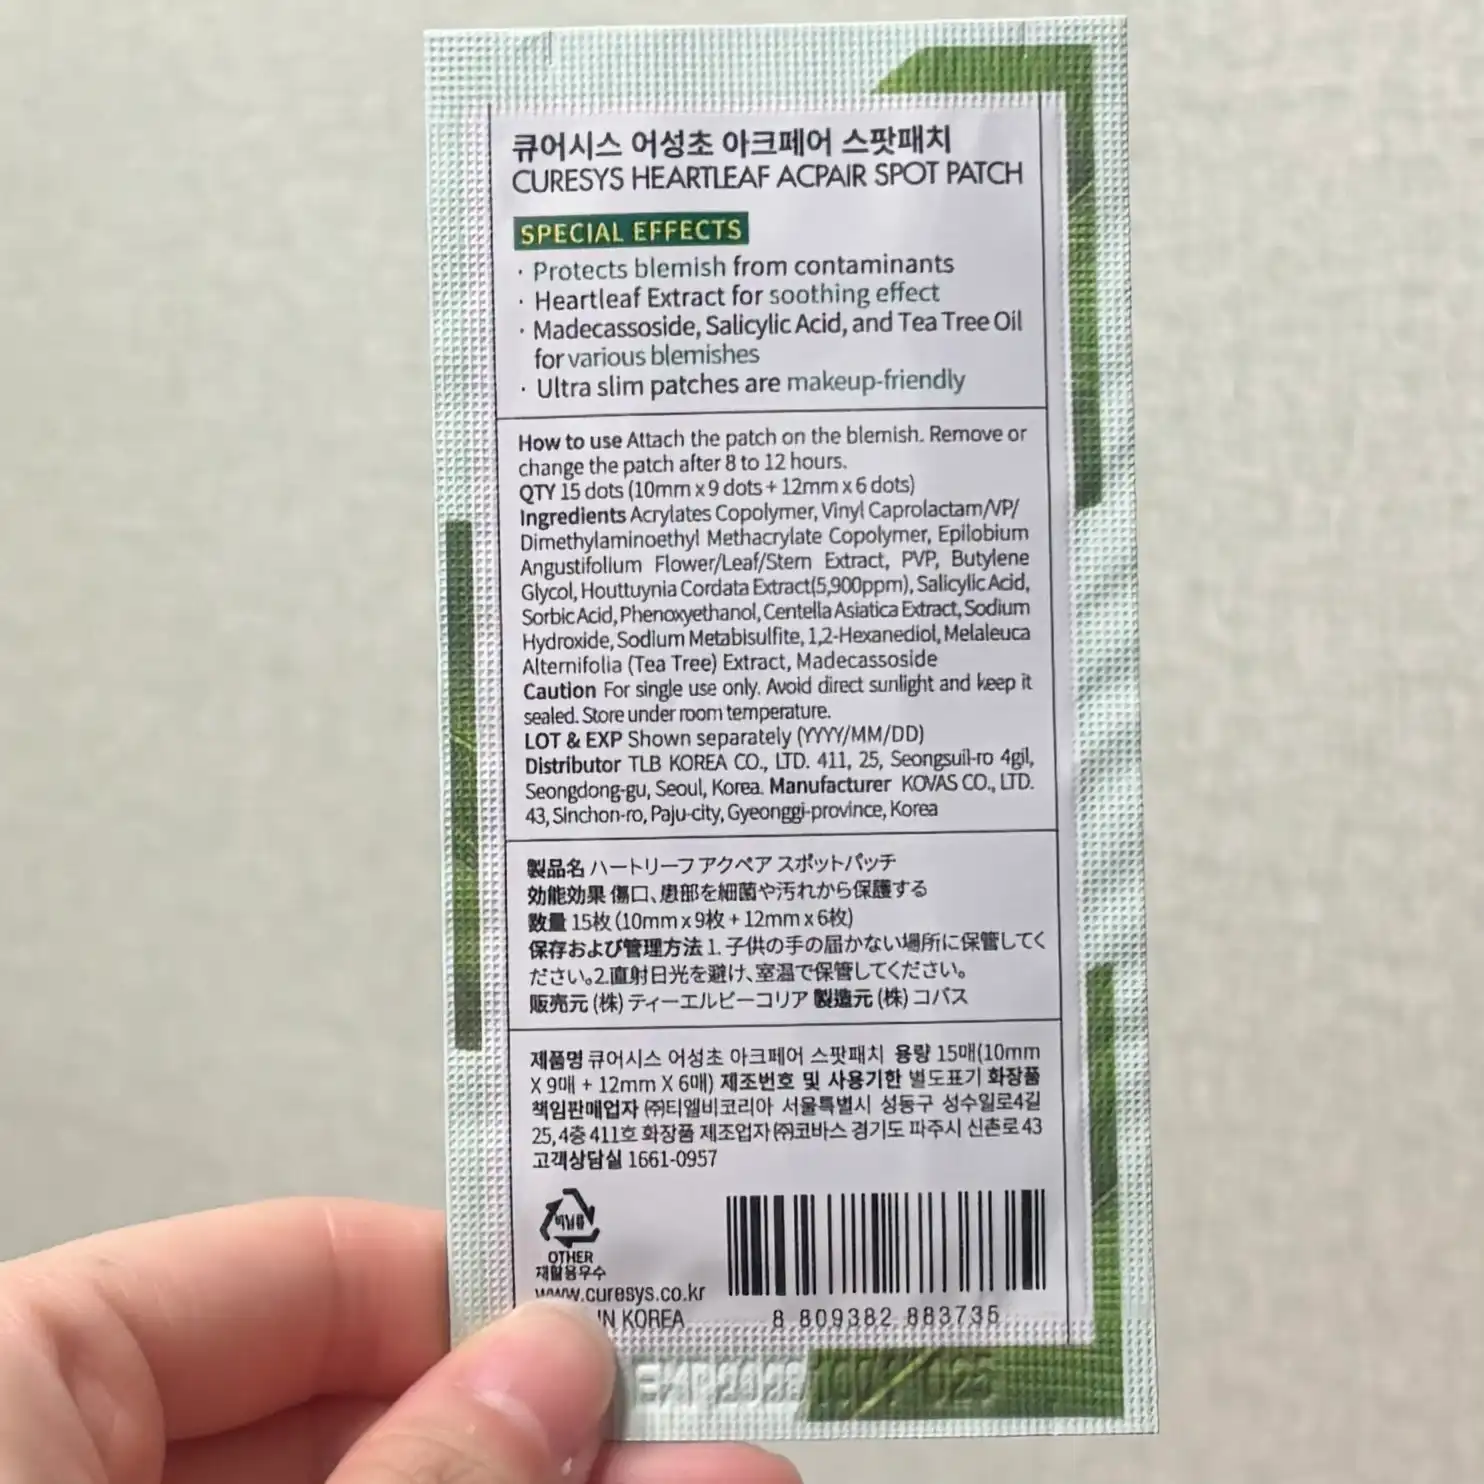 큐어시스 어성초 아크페어 스팟패치
CURESYS HEARTLEAF ACPAIR SPOT PATCH
SPECIAL EFFECTS
· Protects blemish from contaminants
· Heartleaf Extract for soothing effect
· Madecassoside, Salicylic Acid, and Tea Tree Oil
for various blemishes
· Ultra slim patches are makeup-friendly
How to use Attach the patch on the blemish. Remove or
change the patch after 8 to 12 hours.
QTY 15 dots (10mm x 9 dots + 12mm x 6 dots)
Ingredients Acrylates Copolymer, Vinyl Caprolactam/VP/
Dimethylaminoethyl Methacrylate Copolymer, Epilobium
Angustifolium Flower/Leaf/Stem Extract, PVP, Butylene
Glycol, Houttuynia Cordata Extract(5,900ppm), Salicylic Acid,
Sorbic Acid, Phenoxyethanol, Centella Asiatica Extract, Sodium
Hydroxide, Sodium Metabisulfite, 1,2-Hexanediol, Melaleuca
Alternifolia (Tea Tree) Extract, Madecassoside
Caution For single use only. Avoid direct sunlight and keep it
sealed. Store under room temperature.
LOT & EXP Shown separately (YYYY/MM/DD)
Distributor TLB KOREA CO., LTD. 411, 25, Seongsuil-ro 4gil,
Seongdong-gu, Seoul, Korea. Manufacturer KOVAS CO., LTD.
43, Sinchon-ro, Paju-city, Gyeonggi-province, Korea
製品名 ハートリーフ アクペア スポットパッチ
効能効果 傷口、患部を細菌や汚れから保護する
数量 15枚 (10mm x 9枚 + 12mm x 6枚)
保存および管理方法 1. 子供の手の届かない場所に保管してく
ださい。2.直射日光を避け、室温で保管してください。
販売元 (株) ティーエルビーコリア 製造元 (株) コバス
제품명 큐어시스 어성초 아크페어 스팟패치 용량 15매(10mm
X 9매 + 12mm X 6매) 제조번호 및 사용기한 별도표기 화장품
책임판매업자 ㈜티엘비코리아 서울특별시 성동구 성수일로4길
25, 4층 411호 화장품 제조업자 ㈜코바스 경기도 파주시 신촌로 43
고객상담실 1661-0957
비닐류
OTHER
재활용우수
www.curesys.co.kr
IN KOREA
8 809382 883735